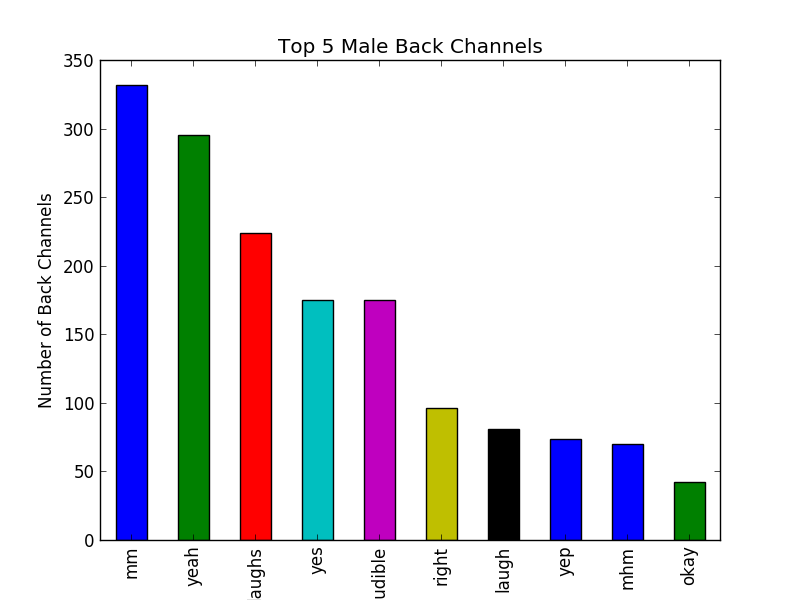 Top 5 Male Back Channels
Number of Back Channels
350
300
250
200
150
100
50
0
mm
yeah
laughs
yes
udible
right
laugh
yep
mhm
okay